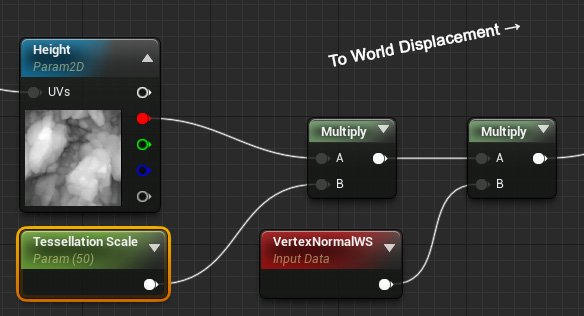 Height
Param2D
UVs
To World Displacement →
Multiply
A
B
Multiply
A
B
Tessellation Scale
Param (50)
VertexNormalWS
Input Data